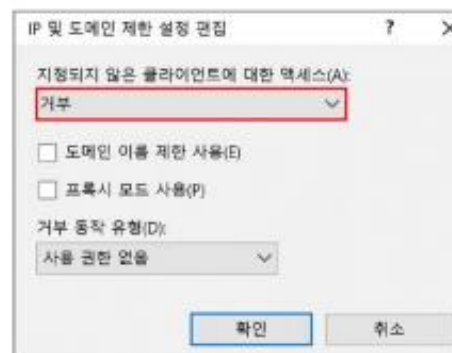 IP 및 도메인 제한 설정 편집 ?
지정되지 않은 클라이언트에 대한 액세스(A):
거부
도메인 이름 제한 사용(E)
프록시 모드 사용(P)
거부 동작 유형(D):
사용 권한 없음
확인 취소